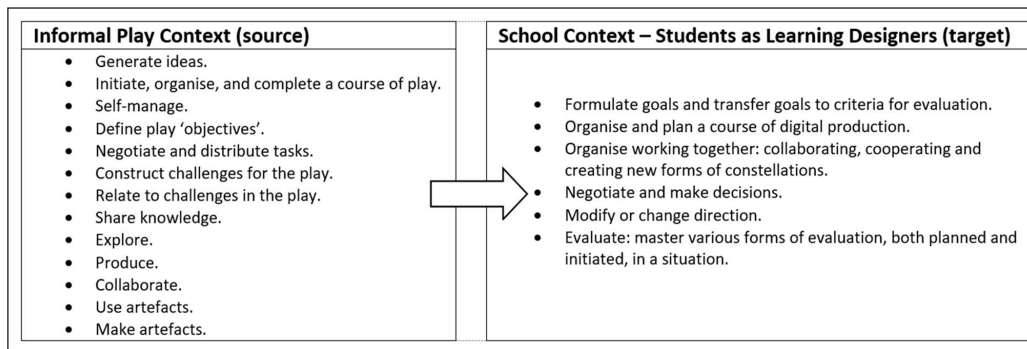 Informal Play Context (source)
• Generate ideas.
• Initiate, organise, and complete a course of play.
• Self-manage.
• Define play ‘objectives’.
• Negotiate and distribute tasks.
• Construct challenges for the play.
• Relate to challenges in the play.
• Share knowledge.
• Explore.
• Produce.
• Collaborate.
• Use artefacts.
• Make artefacts.
School Context – Students as Learning Designers (target)
• Formulate goals and transfer goals to criteria for evaluation.
• Organise and plan a course of digital production.
• Organise working together: collaborating, cooperating and
creating new forms of constellations.
• Negotiate and make decisions.
• Modify or change direction.
• Evaluate: master various forms of evaluation, both planned and
initiated, in a situation.